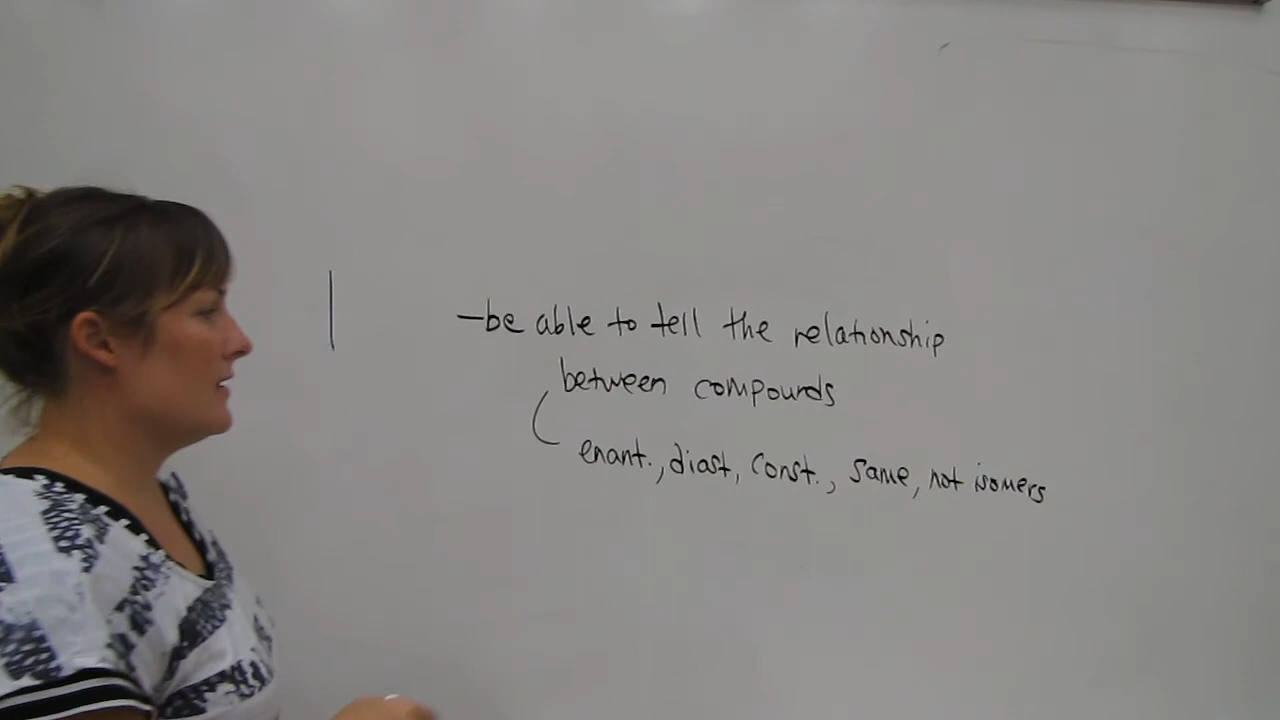 -be able to tell the relationship
between compounds
enant., diast, const., same, not isomers